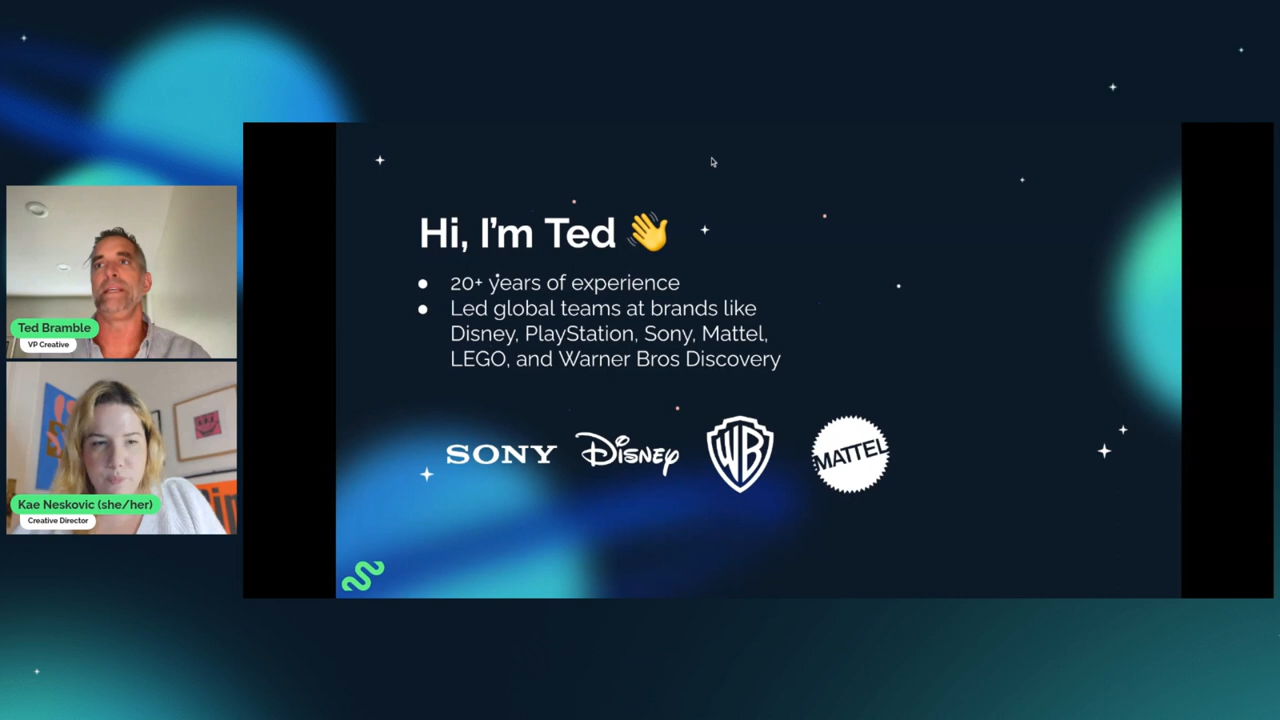 Ted Bramble
VP Creative
Kae Neskovic (she/her)
Creative Director
Hi, I'm Ted 👋
● 20+ years of experience
● Led global teams at brands like
Disney, PlayStation, Sony, Mattel,
LEGO, and Warner Bros Discovery
SONY Disney WB MATTEL